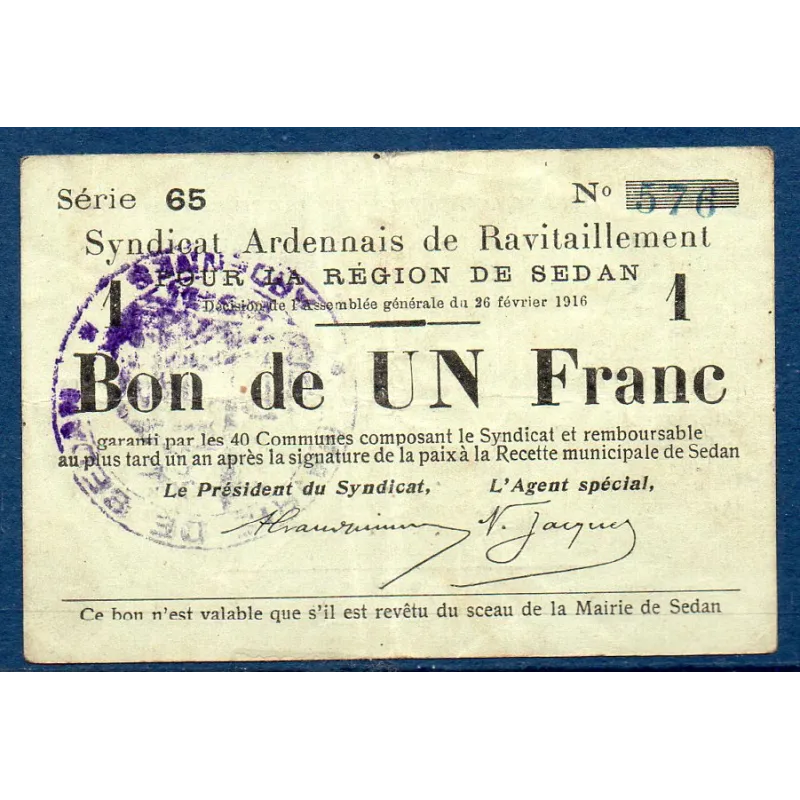 Série 65
N° 576
Syndicat Ardennais de Ravitaillement
POUR LA RÉGION DE SEDAN
1
1
Décision de l'Assemblée générale du 26 février 1916
Bon de UN Franc
garanti par les 40 Communes composant le Syndicat et remboursable
au plus tard un an après la signature de la paix à la Recette municipale de Sedan
Le Président du Syndicat,
L'Agent spécial,
N. Jacques
Ce bon n'est valable que s'il est revêtu du sceau de la Mairie de Sedan